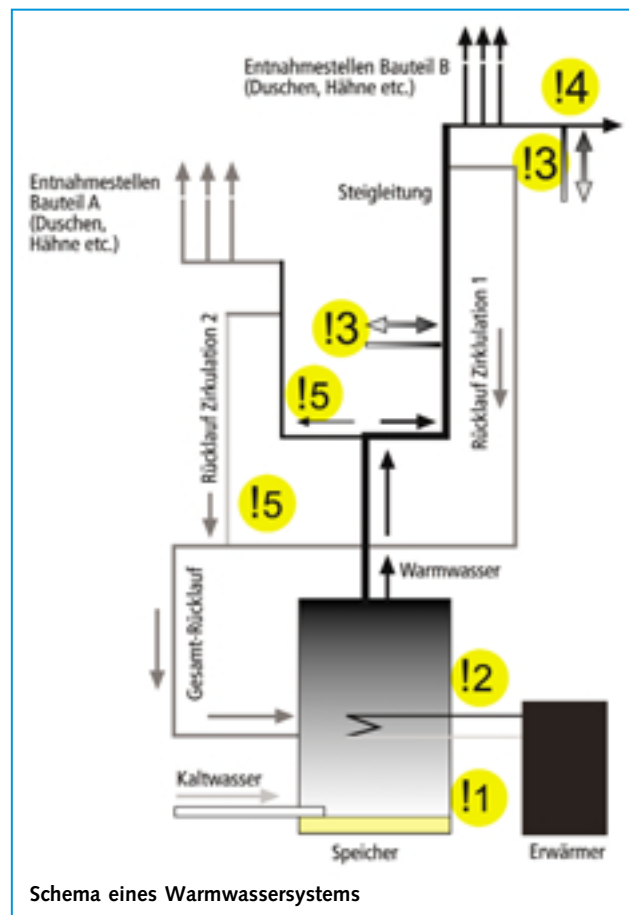 Entnahmestellen Bauteil B
(Duschen, Hähne etc.)
!4
!3
Entnahmestellen
Bauteil A
(Duschen,
Hähne etc.)
Steigleitung
!3
Rücklauf Zirkulation 2
Rücklauf Zirklulation 1
!5
!5
Warmwasser
Gesamt-Rücklauf
!2
Kaltwasser
!1
Speicher
Erwärmer
Schema eines Warmwassersystems